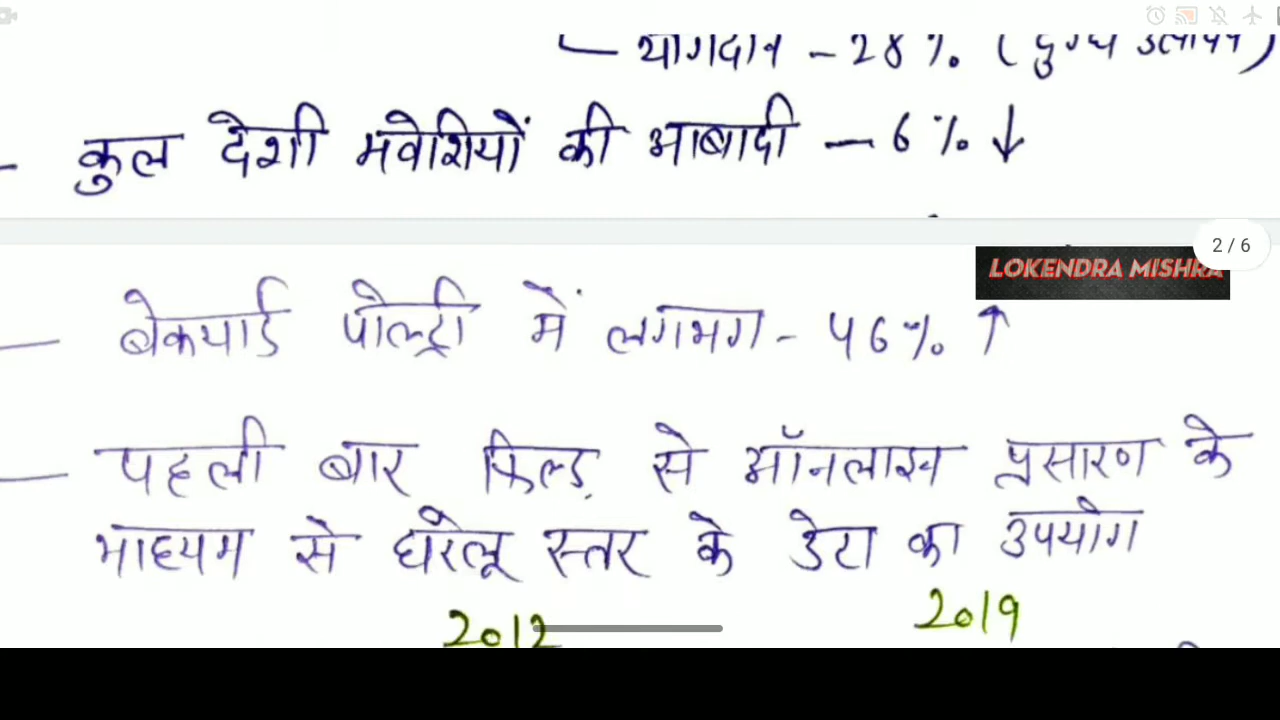 योगदान - 28 % (दुग्ध उत्पादन)
- कुल देशी मवेशियों की आबादी - 6 % ↓
2 / 6
LOKENDRA MISHRA
- बेकयार्ड पोल्ट्री में लगभग - 46 % ↑
- पहली बार फिल्ड से ऑनलाइन प्रसारण के
माध्यम से घरेलू स्तर के डेटा का उपयोग
2012 2019